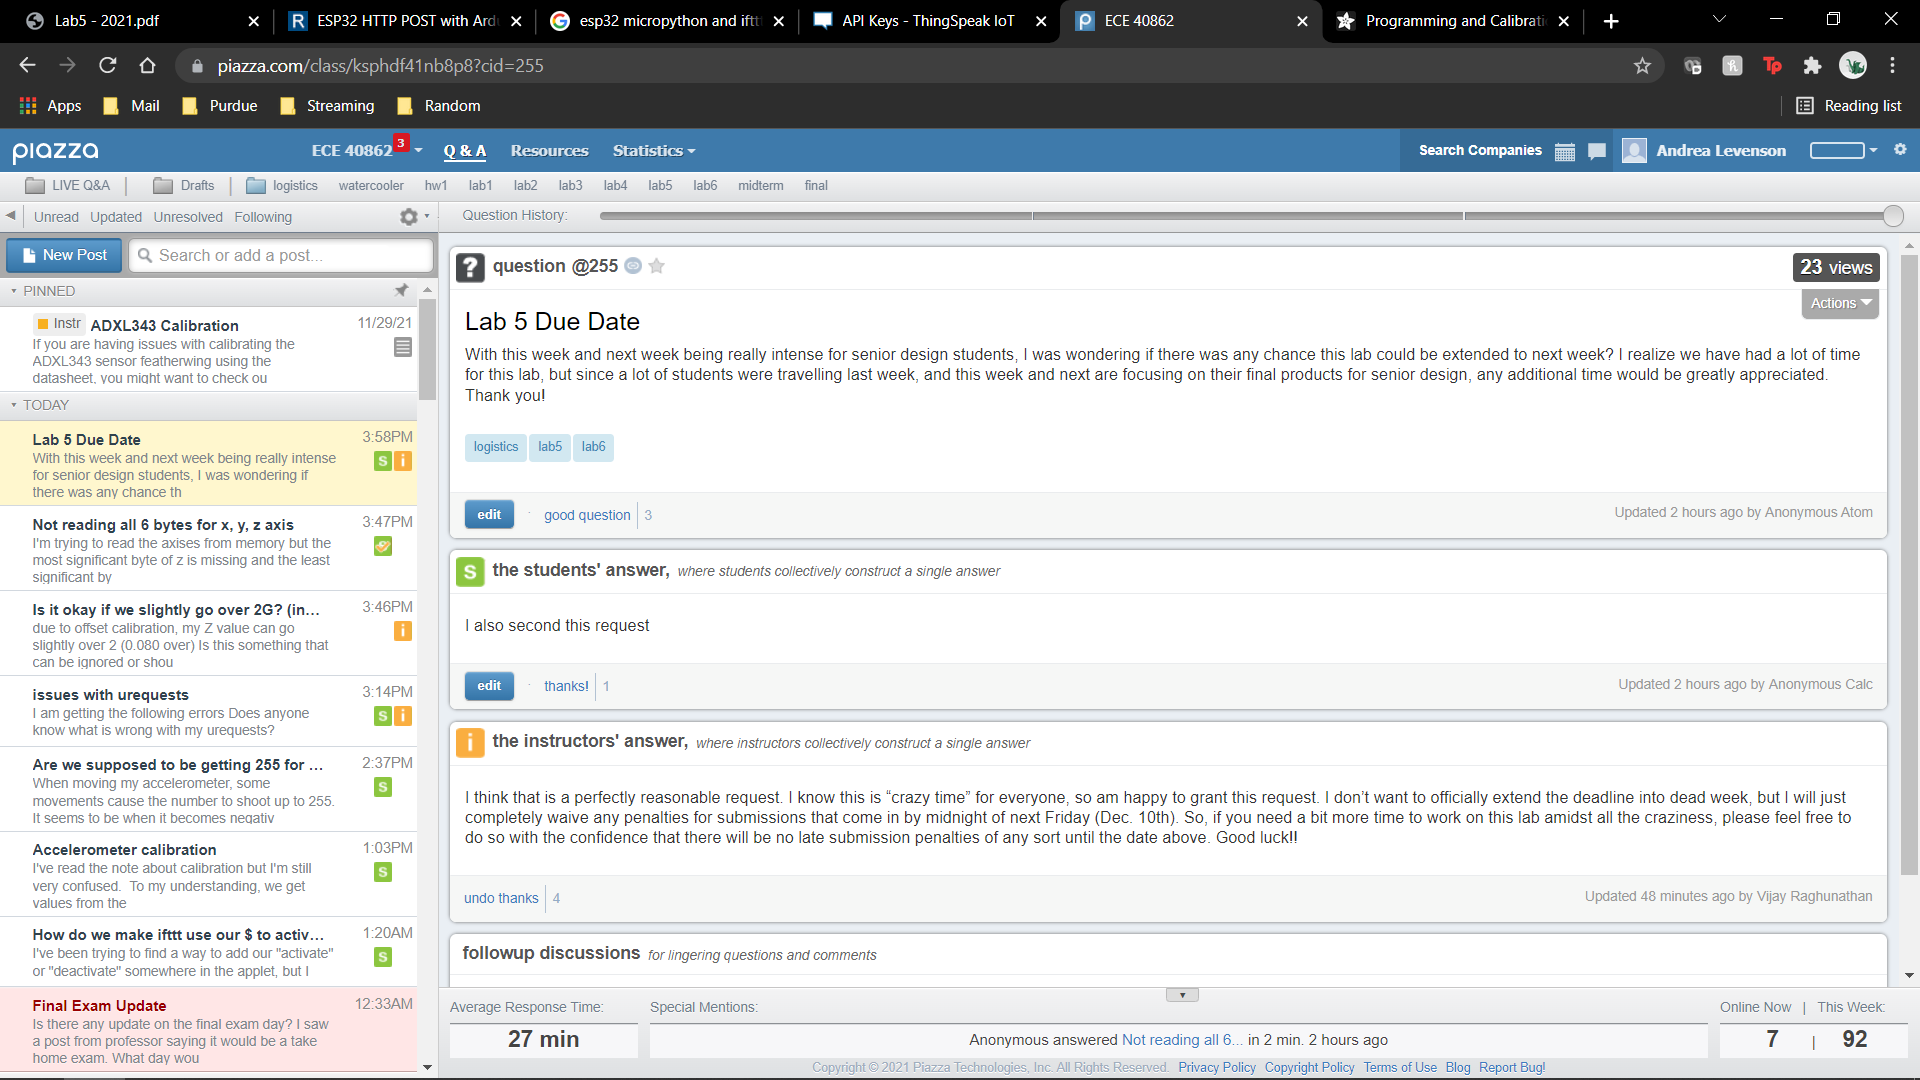 Lab5 - 2021.pdf
ESP32 HTTP POST with Ard
esp32 micropython and ifttt
API Keys - ThingSpeak IoT
ECE 40862
Programming and Calibrati
piazza.com/class/ksphdf41nb8p8?cid=255
Apps Mail Purdue Streaming Random Reading list
piazza ECE 40862 3 Q & A Resources Statistics Search Companies Andrea Levenson
LIVE Q&A Drafts logistics watercooler hw1 lab1 lab2 lab3 lab4 lab5 lab6 midterm final
Unread Updated Unresolved Following
Question History:
New Post
Search or add a post...
PINNED
Instr ADXL343 Calibration 11/29/21
If you are having issues with calibrating the
ADXL343 sensor featherwing using the
datasheet, you might want to check ou
TODAY
Lab 5 Due Date 3:58PM
With this week and next week being really intense
for senior design students, I was wondering if
there was any chance th
S i
Not reading all 6 bytes for x, y, z axis 3:47PM
I'm trying to read the axises from memory but the
most significant byte of z is missing and the least
significant by
Is it okay if we slightly go over 2G? (in... 3:46PM
due to offset calibration, my Z value can go
slightly over 2 (0.080 over) Is this something that
can be ignored or shou
i
issues with urequests 3:14PM
I am getting the following errors Does anyone
know what is wrong with my urequests?
S i
Are we supposed to be getting 255 for ... 2:37PM
When moving my accelerometer, some
movements cause the number to shoot up to 255.
It seems to be when it becomes negativ
S
Accelerometer calibration 1:03PM
I've read the note about calibration but I'm still
very confused. To my understanding, we get
values from the
S
How do we make ifttt use our $ to activ... 1:20AM
I've been trying to find a way to add our "activate"
or "deactivate" somewhere in the applet, but I
S
Final Exam Update 12:33AM
Is there any update on the final exam day? I saw
a post from professor saying it would be a take
home exam. What day wou
? question @255
23 views
Actions
Lab 5 Due Date
With this week and next week being really intense for senior design students, I was wondering if there was any chance this lab could be extended to next week? I realize we have had a lot of time
for this lab, but since a lot of students were travelling last week, and this week and next are focusing on their final products for senior design, any additional time would be greatly appreciated.
Thank you!
logistics lab5 lab6
edit · good question 3 Updated 2 hours ago by Anonymous Atom
S the students' answer, where students collectively construct a single answer
I also second this request
edit · thanks! 1 Updated 2 hours ago by Anonymous Calc
i the instructors' answer, where instructors collectively construct a single answer
I think that is a perfectly reasonable request. I know this is “crazy time” for everyone, so am happy to grant this request. I don’t want to officially extend the deadline into dead week, but I will just
completely waive any penalties for submissions that come in by midnight of next Friday (Dec. 10th). So, if you need a bit more time to work on this lab amidst all the craziness, please feel free to
do so with the confidence that there will be no late submission penalties of any sort until the date above. Good luck!!
undo thanks 4 Updated 48 minutes ago by Vijay Raghunathan
followup discussions for lingering questions and comments
Average Response Time: Special Mentions: Online Now | This Week:
27 min Anonymous answered Not reading all 6... in 2 min. 2 hours ago 7 | 92
Copyright © 2021 Piazza Technologies, Inc. All Rights Reserved. Privacy Policy Copyright Policy Terms of Use Blog Report Bug!